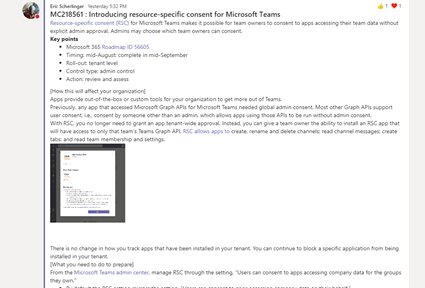 Eric Scherlinger Yesterday 5:32 PM 1 1
MC218561 : Introducing resource-specific consent for Microsoft Teams
Resource-specific consent (RSC) for Microsoft Teams makes it possible for team owners to consent to apps accessing their team data without
explicit admin approval. Admins may choose which team owners can consent.
Key points
Microsoft 365 Roadmap ID 56605
Timing: mid-August; complete in mid-September
Roll-out: tenant level
Control type: admin control
Action: review and assess
[How this will affect your organization]
Apps provide out-of-the-box or custom tools for your organization to get more out of Teams.
Previously, any app that accessed Microsoft Graph APIs for Microsoft Teams needed global admin consent. Most other Graph APIs support
user consent, i.e., consent by someone other than an admin, which allows apps using those APIs to be run without admin consent.
With RSC, you no longer need to grant an app tenant-wide approval. Instead, you can give a team owner the ability to install an RSC app that
will have access to only that team's Teams Graph API. RSC allows apps to create, rename and delete channels; read channel messages; create
tabs; and read team membership and settings.
There is no change in how you track apps that have been installed in your tenant. You can continue to block a specific application from being
installed in your tenant.
[What you need to do to prepare]
From the Microsoft Teams admin center, manage RSC through the setting, "Users can consent to apps accessing company data for the groups
they own."